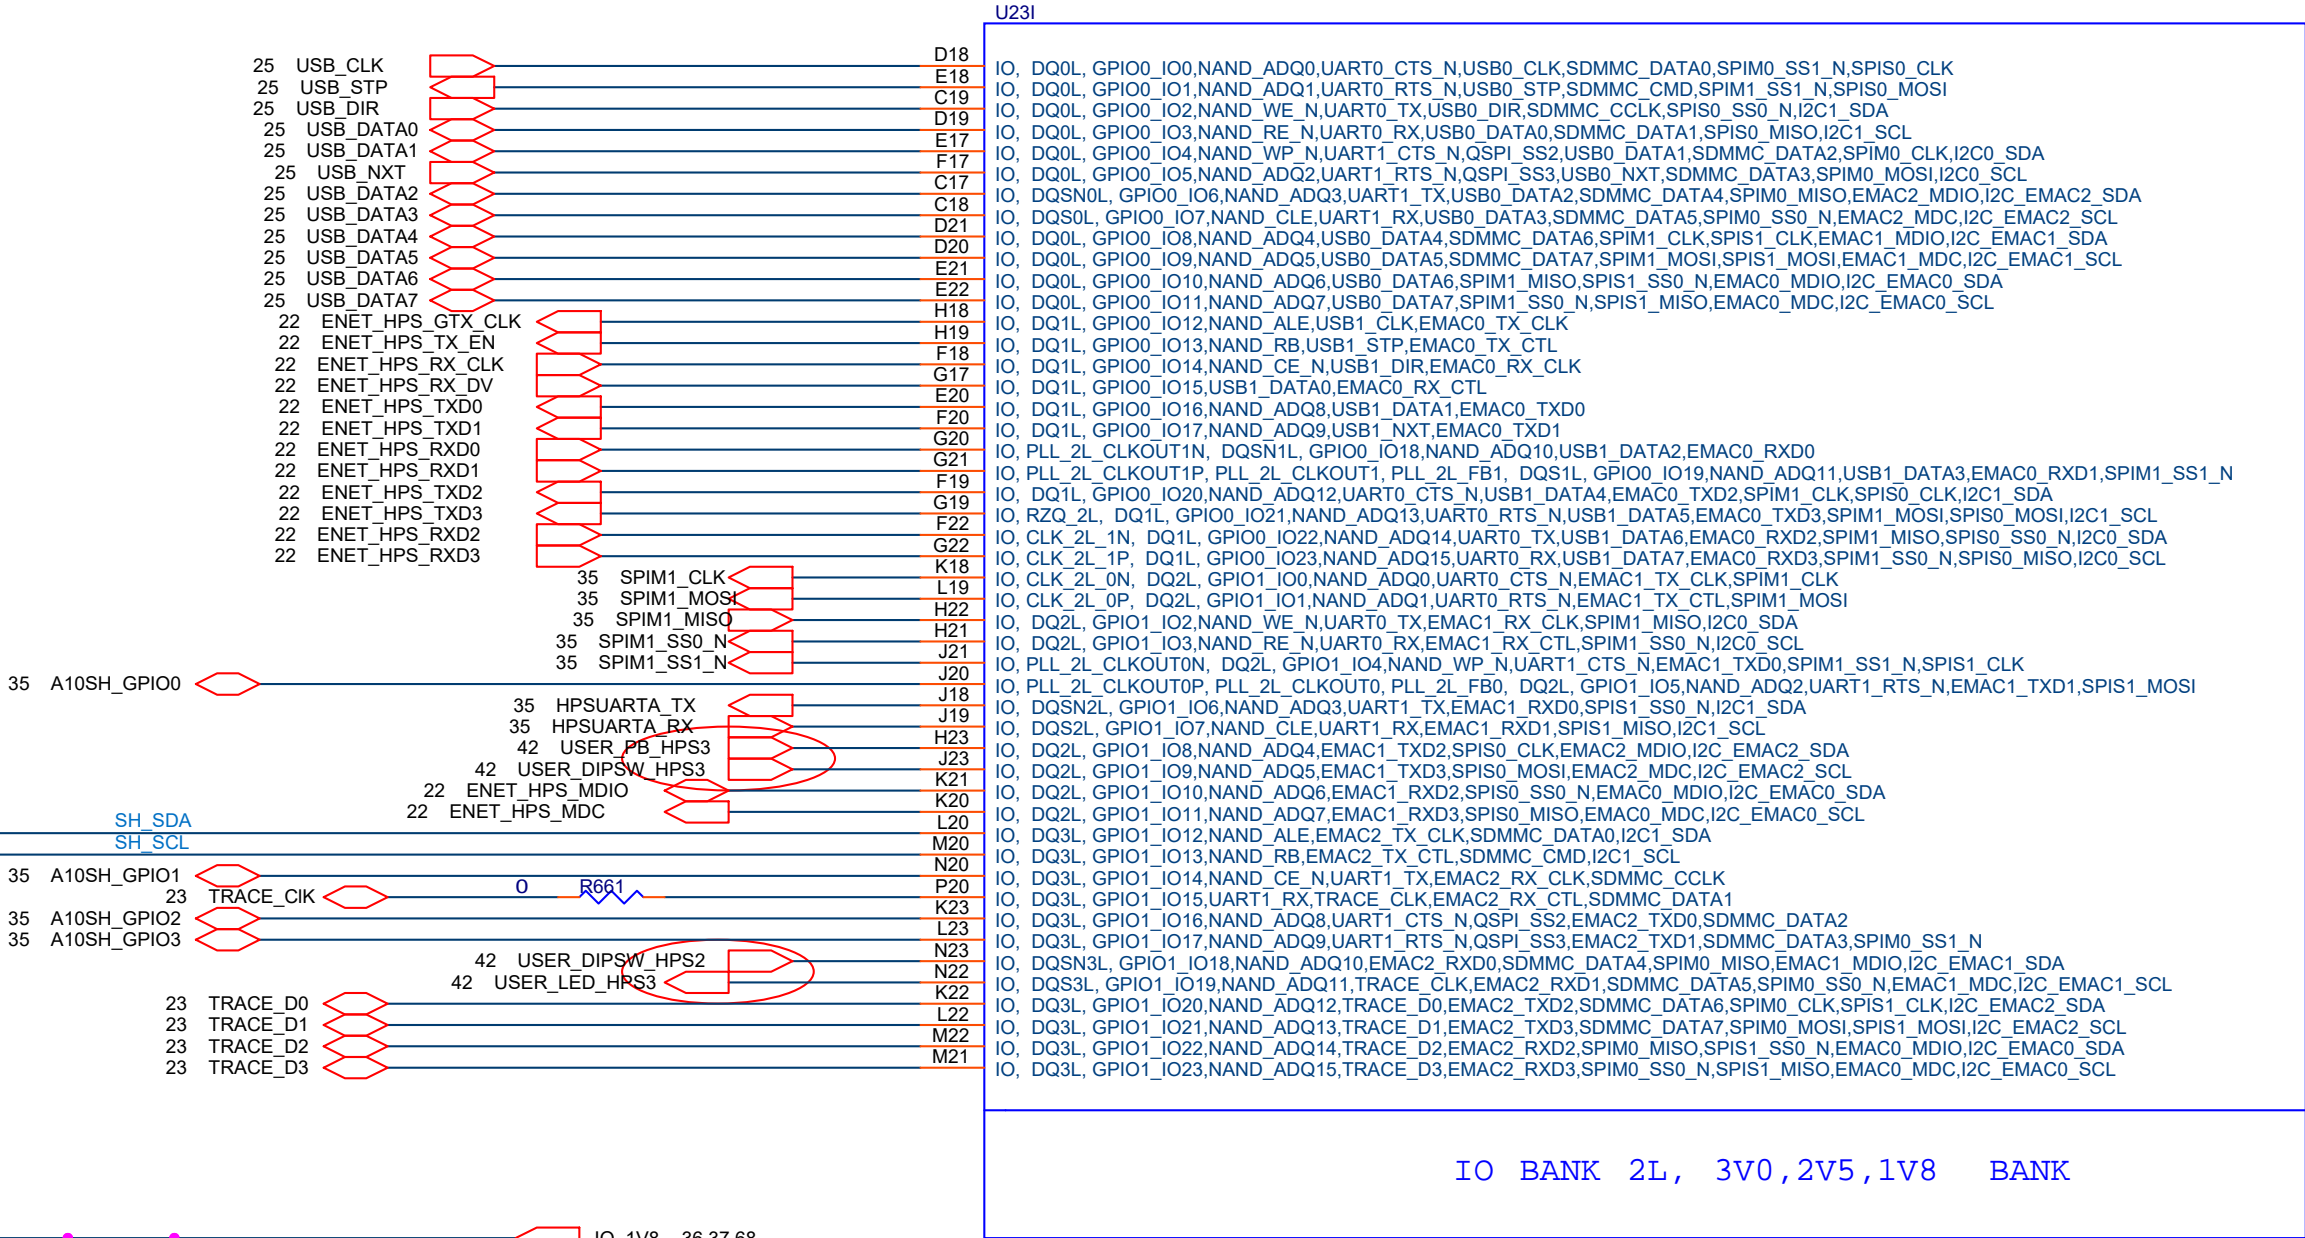 U23I
25 USB_CLK D18 IO, DQ0L, GPIO0_IO0,NAND_ADQ0,UART0_CTS_N,USB0_CLK,SDMMC_DATA0,SPIM0_SS1_N,SPIS0_CLK
25 USB_STP E18 IO, DQ0L, GPIO0_IO1,NAND_ADQ1,UART0_RTS_N,USB0_STP,SDMMC_CMD,SPIM1_SS1_N,SPIS0_MOSI
25 USB_DIR C19 IO, DQ0L, GPIO0_IO2,NAND_WE_N,UART0_TX,USB0_DIR,SDMMC_CCLK,SPIS0_SS0_N,I2C1_SDA
25 USB_DATA0 D19 IO, DQ0L, GPIO0_IO3,NAND_RE_N,UART0_RX,USB0_DATA0,SDMMC_DATA1,SPIS0_MISO,I2C1_SCL
25 USB_DATA1 E17 IO, DQ0L, GPIO0_IO4,NAND_WP_N,UART1_CTS_N,QSPI_SS2,USB0_DATA1,SDMMC_DATA2,SPIM0_CLK,I2C0_SDA
25 USB_NXT F17 IO, DQ0L, GPIO0_IO5,NAND_ADQ2,UART1_RTS_N,QSPI_SS3,USB0_NXT,SDMMC_DATA3,SPIM0_MOSI,I2C0_SCL
25 USB_DATA2 C17 IO, DQSN0L, GPIO0_IO6,NAND_ADQ3,UART1_TX,USB0_DATA2,SDMMC_DATA4,SPIM0_MISO,EMAC2_MDIO,I2C_EMAC2_SDA
25 USB_DATA3 C18 IO, DQS0L, GPIO0_IO7,NAND_CLE,UART1_RX,USB0_DATA3,SDMMC_DATA5,SPIM0_SS0_N,EMAC2_MDC,I2C_EMAC2_SCL
25 USB_DATA4 D21 IO, DQ0L, GPIO0_IO8,NAND_ADQ4,USB0_DATA4,SDMMC_DATA6,SPIM1_CLK,SPIS1_CLK,EMAC1_MDIO,I2C_EMAC1_SDA
25 USB_DATA5 D20 IO, DQ0L, GPIO0_IO9,NAND_ADQ5,USB0_DATA5,SDMMC_DATA7,SPIM1_MOSI,SPIS1_MOSI,EMAC1_MDC,I2C_EMAC1_SCL
25 USB_DATA6 E21 IO, DQ0L, GPIO0_IO10,NAND_ADQ6,USB0_DATA6,SPIM1_MISO,SPIS1_SS0_N,EMAC0_MDIO,I2C_EMAC0_SDA
25 USB_DATA7 E22 IO, DQ0L, GPIO0_IO11,NAND_ADQ7,USB0_DATA7,SPIM1_SS0_N,SPIS1_MISO,EMAC0_MDC,I2C_EMAC0_SCL
22 ENET_HPS_GTX_CLK H18 IO, DQ1L, GPIO0_IO12,NAND_ALE,USB1_CLK,EMAC0_TX_CLK
22 ENET_HPS_TX_EN H19 IO, DQ1L, GPIO0_IO13,NAND_RB,USB1_STP,EMAC0_TX_CTL
22 ENET_HPS_RX_CLK F18 IO, DQ1L, GPIO0_IO14,NAND_CE_N,USB1_DIR,EMAC0_RX_CLK
22 ENET_HPS_RX_DV G17 IO, DQ1L, GPIO0_IO15,USB1_DATA0,EMAC0_RX_CTL
22 ENET_HPS_TXD0 E20 IO, DQ1L, GPIO0_IO16,NAND_ADQ8,USB1_DATA1,EMAC0_TXD0
22 ENET_HPS_TXD1 F20 IO, DQ1L, GPIO0_IO17,NAND_ADQ9,USB1_NXT,EMAC0_TXD1
22 ENET_HPS_RXD0 G20 IO, PLL_2L_CLKOUT1N, DQSN1L, GPIO0_IO18,NAND_ADQ10,USB1_DATA2,EMAC0_RXD0
22 ENET_HPS_RXD1 G21 IO, PLL_2L_CLKOUT1P, PLL_2L_CLKOUT1, PLL_2L_FB1, DQS1L, GPIO0_IO19,NAND_ADQ11,USB1_DATA3,EMAC0_RXD1,SPIM1_SS1_N
22 ENET_HPS_TXD2 F19 IO, DQ1L, GPIO0_IO20,NAND_ADQ12,UART0_CTS_N,USB1_DATA4,EMAC0_TXD2,SPIM1_CLK,SPIS0_CLK,I2C1_SDA
22 ENET_HPS_TXD3 G19 IO, RZQ_2L, DQ1L, GPIO0_IO21,NAND_ADQ13,UART0_RTS_N,USB1_DATA5,EMAC0_TXD3,SPIM1_MOSI,SPIS0_MOSI,I2C1_SCL
22 ENET_HPS_RXD2 F22 IO, CLK_2L_1N, DQ1L, GPIO0_IO22,NAND_ADQ14,UART0_TX,USB1_DATA6,EMAC0_RXD2,SPIM1_MISO,SPIS0_SS0_N,I2C0_SDA
22 ENET_HPS_RXD3 G22 IO, CLK_2L_1P, DQ1L, GPIO0_IO23,NAND_ADQ15,UART0_RX,USB1_DATA7,EMAC0_RXD3,SPIM1_SS0_N,SPIS0_MISO,I2C0_SCL
35 SPIM1_CLK K18 IO, CLK_2L_0N, DQ2L, GPIO1_IO0,NAND_ADQ0,UART0_CTS_N,EMAC1_TX_CLK,SPIM1_CLK
35 SPIM1_MOSI L19 IO, CLK_2L_0P, DQ2L, GPIO1_IO1,NAND_ADQ1,UART0_RTS_N,EMAC1_TX_CTL,SPIM1_MOSI
35 SPIM1_MISO H22 IO, DQ2L, GPIO1_IO2,NAND_WE_N,UART0_TX,EMAC1_RX_CLK,SPIM1_MISO,I2C0_SDA
35 SPIM1_SS0_N H21 IO, DQ2L, GPIO1_IO3,NAND_RE_N,UART0_RX,EMAC1_RX_CTL,SPIM1_SS0_N,I2C0_SCL
35 SPIM1_SS1_N J21 IO, PLL_2L_CLKOUT0N, DQ2L, GPIO1_IO4,NAND_WP_N,UART1_CTS_N,EMAC1_TXD0,SPIM1_SS1_N,SPIS1_CLK
35 A10SH_GPIO0 J20 IO, PLL_2L_CLKOUT0P, PLL_2L_CLKOUT0, PLL_2L_FB0, DQ2L, GPIO1_IO5,NAND_ADQ2,UART1_RTS_N,EMAC1_TXD1,SPIS1_MOSI
35 HPSUARTA_TX J18 IO, DQSN2L, GPIO1_IO6,NAND_ADQ3,UART1_TX,EMAC1_RXD0,SPIS1_SS0_N,I2C1_SDA
35 HPSUARTA_RX J19 IO, DQS2L, GPIO1_IO7,NAND_CLE,UART1_RX,EMAC1_RXD1,SPIS1_MISO,I2C1_SCL
42 USER_PB_HPS3 H23 IO, DQ2L, GPIO1_IO8,NAND_ADQ4,EMAC1_TXD2,SPIS0_CLK,EMAC2_MDIO,I2C_EMAC2_SDA
42 USER_DIPSW_HPS3 J23 IO, DQ2L, GPIO1_IO9,NAND_ADQ5,EMAC1_TXD3,SPIS0_MOSI,EMAC2_MDC,I2C_EMAC2_SCL
22 ENET_HPS_MDIO K21 IO, DQ2L, GPIO1_IO10,NAND_ADQ6,EMAC1_RXD2,SPIS0_SS0_N,EMAC0_MDIO,I2C_EMAC0_SDA
22 ENET_HPS_MDC K20 IO, DQ2L, GPIO1_IO11,NAND_ADQ7,EMAC1_RXD3,SPIS0_MISO,EMAC0_MDC,I2C_EMAC0_SCL
SH_SDA L20 IO, DQ3L, GPIO1_IO12,NAND_ALE,EMAC2_TX_CLK,SDMMC_DATA0,I2C1_SDA
SH_SCL M20 IO, DQ3L, GPIO1_IO13,NAND_RB,EMAC2_TX_CTL,SDMMC_CMD,I2C1_SCL
35 A10SH_GPIO1 N20 IO, DQ3L, GPIO1_IO14,NAND_CE_N,UART1_TX,EMAC2_RX_CLK,SDMMC_CCLK
23 TRACE_ClK 0 R661 P20 IO, DQ3L, GPIO1_IO15,UART1_RX,TRACE_CLK,EMAC2_RX_CTL,SDMMC_DATA1
35 A10SH_GPIO2 K23 IO, DQ3L, GPIO1_IO16,NAND_ADQ8,UART1_CTS_N,QSPI_SS2,EMAC2_TXD0,SDMMC_DATA2
35 A10SH_GPIO3 L23 IO, DQ3L, GPIO1_IO17,NAND_ADQ9,UART1_RTS_N,QSPI_SS3,EMAC2_TXD1,SDMMC_DATA3,SPIM0_SS1_N
42 USER_DIPSW_HPS2 N23 IO, DQSN3L, GPIO1_IO18,NAND_ADQ10,EMAC2_RXD0,SDMMC_DATA4,SPIM0_MISO,EMAC1_MDIO,I2C_EMAC1_SDA
42 USER_LED_HPS3 N22 IO, DQS3L, GPIO1_IO19,NAND_ADQ11,TRACE_CLK,EMAC2_RXD1,SDMMC_DATA5,SPIM0_SS0_N,EMAC1_MDC,I2C_EMAC1_SCL
23 TRACE_D0 K22 IO, DQ3L, GPIO1_IO20,NAND_ADQ12,TRACE_D0,EMAC2_TXD2,SDMMC_DATA6,SPIM0_CLK,SPIS1_CLK,I2C_EMAC2_SDA
23 TRACE_D1 L22 IO, DQ3L, GPIO1_IO21,NAND_ADQ13,TRACE_D1,EMAC2_TXD3,SDMMC_DATA7,SPIM0_MOSI,SPIS1_MOSI,I2C_EMAC2_SCL
23 TRACE_D2 M22 IO, DQ3L, GPIO1_IO22,NAND_ADQ14,TRACE_D2,EMAC2_RXD2,SPIM0_MISO,SPIS1_SS0_N,EMAC0_MDIO,I2C_EMAC0_SDA
23 TRACE_D3 M21 IO, DQ3L, GPIO1_IO23,NAND_ADQ15,TRACE_D3,EMAC2_RXD3,SPIM0_SS0_N,SPIS1_MISO,EMAC0_MDC,I2C_EMAC0_SCL
IO BANK 2L, 3V0,2V5,1V8 BANK
IO_1V8 36,37,68